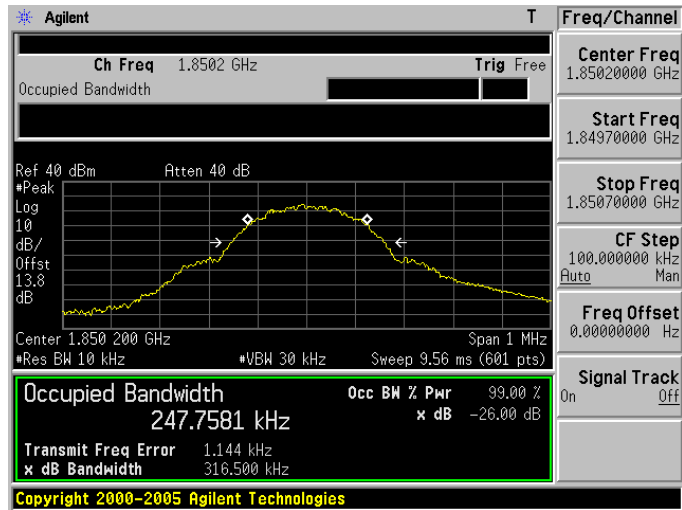 Agilent T Freq/Channel
Ch Freq 1.8502 GHz Trig Free
Occupied Bandwidth
Center Freq
1.85020000 GHz
Start Freq
1.84970000 GHz
Stop Freq
1.85070000 GHz
CF Step
100.000000 kHz
Auto Man
Freq Offset
0.00000000 Hz
Signal Track
On Off
Ref 40 dBm Atten 40 dB
#Peak
Log
10
dB/
Offst
13.8
dB
Center 1.850 200 GHz Span 1 MHz
#Res BW 10 kHz #VBW 30 kHz Sweep 9.56 ms (601 pts)
Occupied Bandwidth Occ BW % Pwr 99.00 %
247.7581 kHz x dB -26.00 dB
Transmit Freq Error 1.144 kHz
x dB Bandwidth 316.500 kHz
Copyright 2000-2005 Agilent Technologies